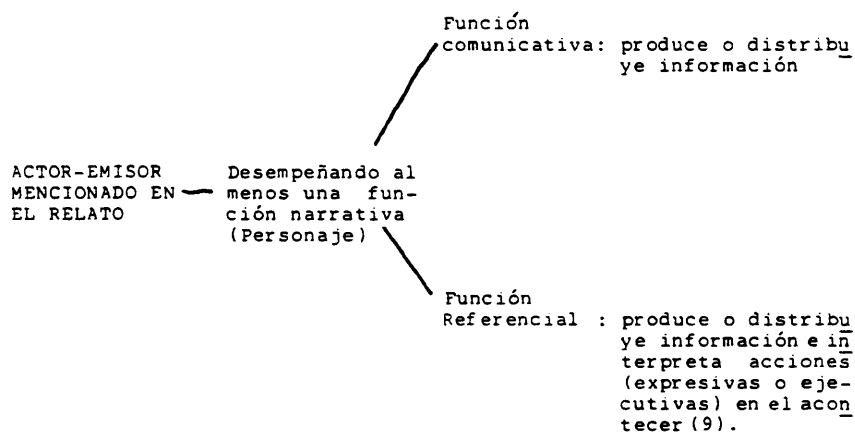 Función
comunicativa: produce o distribu
ye información
ACTOR-EMISOR
MENCIONADO EN
EL RELATO
Desempeñando al
menos una fun-
ción narrativa
(Personaje)
Función
Referencial : produce o distribu
ye información e in
terpreta acciones
(expresivas o eje-
cutivas) en el acon
tecer (9).